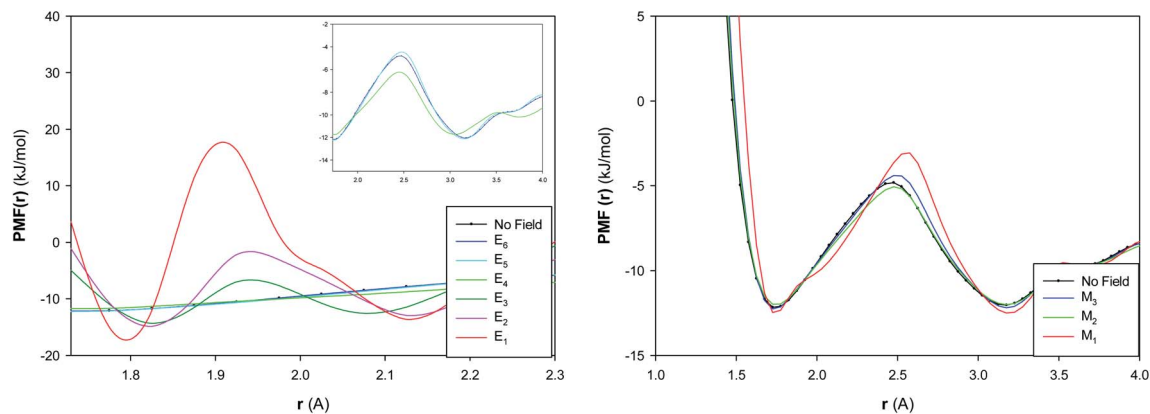 40
30
20
10
0
-10
-20
PMF(r) (kJ/mol)
1.8
1.9
2.0
2.1
2.2
2.3
r (A)
-2
-4
-6
-8
-10
-12
-14
2.0
2.5
3.0
3.5
4.0
No Field
E6
E5
E4
E3
E2
E1
5
0
-5
-10
-15
PMF (r) (kJ/mol)
1.0
1.5
2.0
2.5
3.0
3.5
4.0
r (A)
No Field
M3
M2
M1